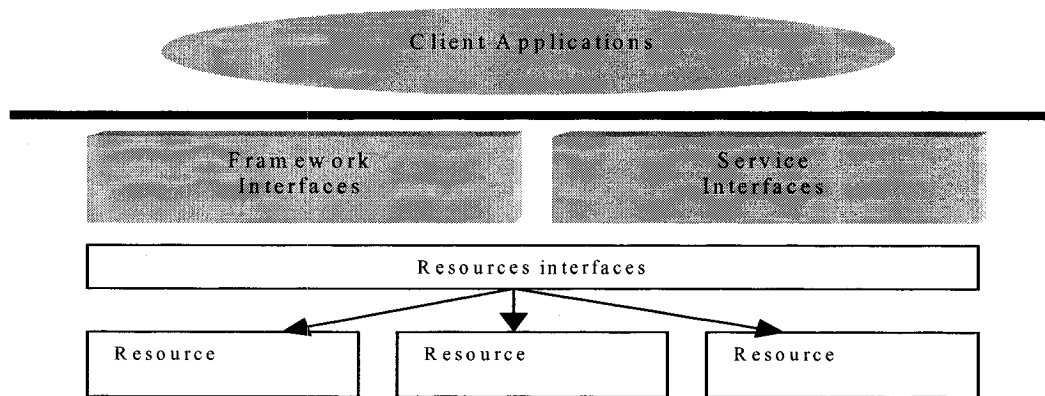 Client Applications
Framework
Interfaces
Service
Interfaces
Resources interfaces
Resource
Resource
Resource